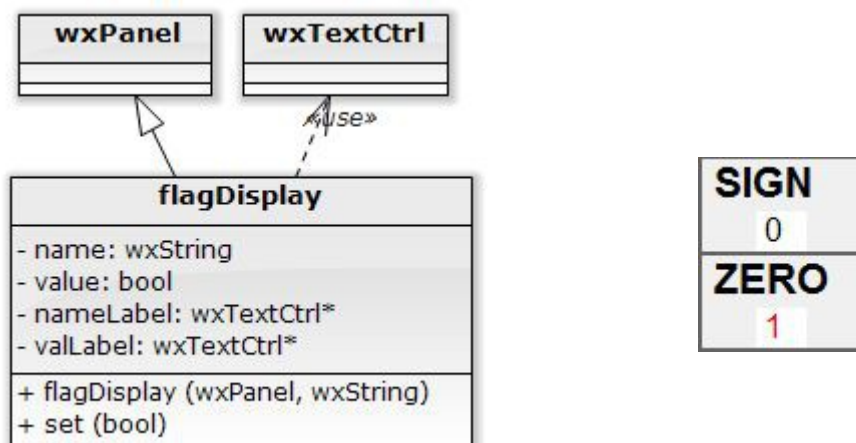 wxPanel
wxTextCtrl
«use»
flagDisplay
- name: wxString
- value: bool
- nameLabel: wxTextCtrl*
- valLabel: wxTextCtrl*
+ flagDisplay (wxPanel, wxString)
+ set (bool)
SIGN
0
ZERO
1